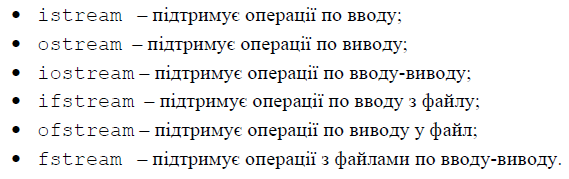 • istream – підтримує операції по вводу;
• ostream – підтримує операції по виводу;
• iostream – підтримує операції по вводу-виводу;
• ifstream – підтримує операції по вводу з файлу;
• ofstream – підтримує операції по виводу у файл;
• fstream – підтримує операції з файлами по вводу-виводу.